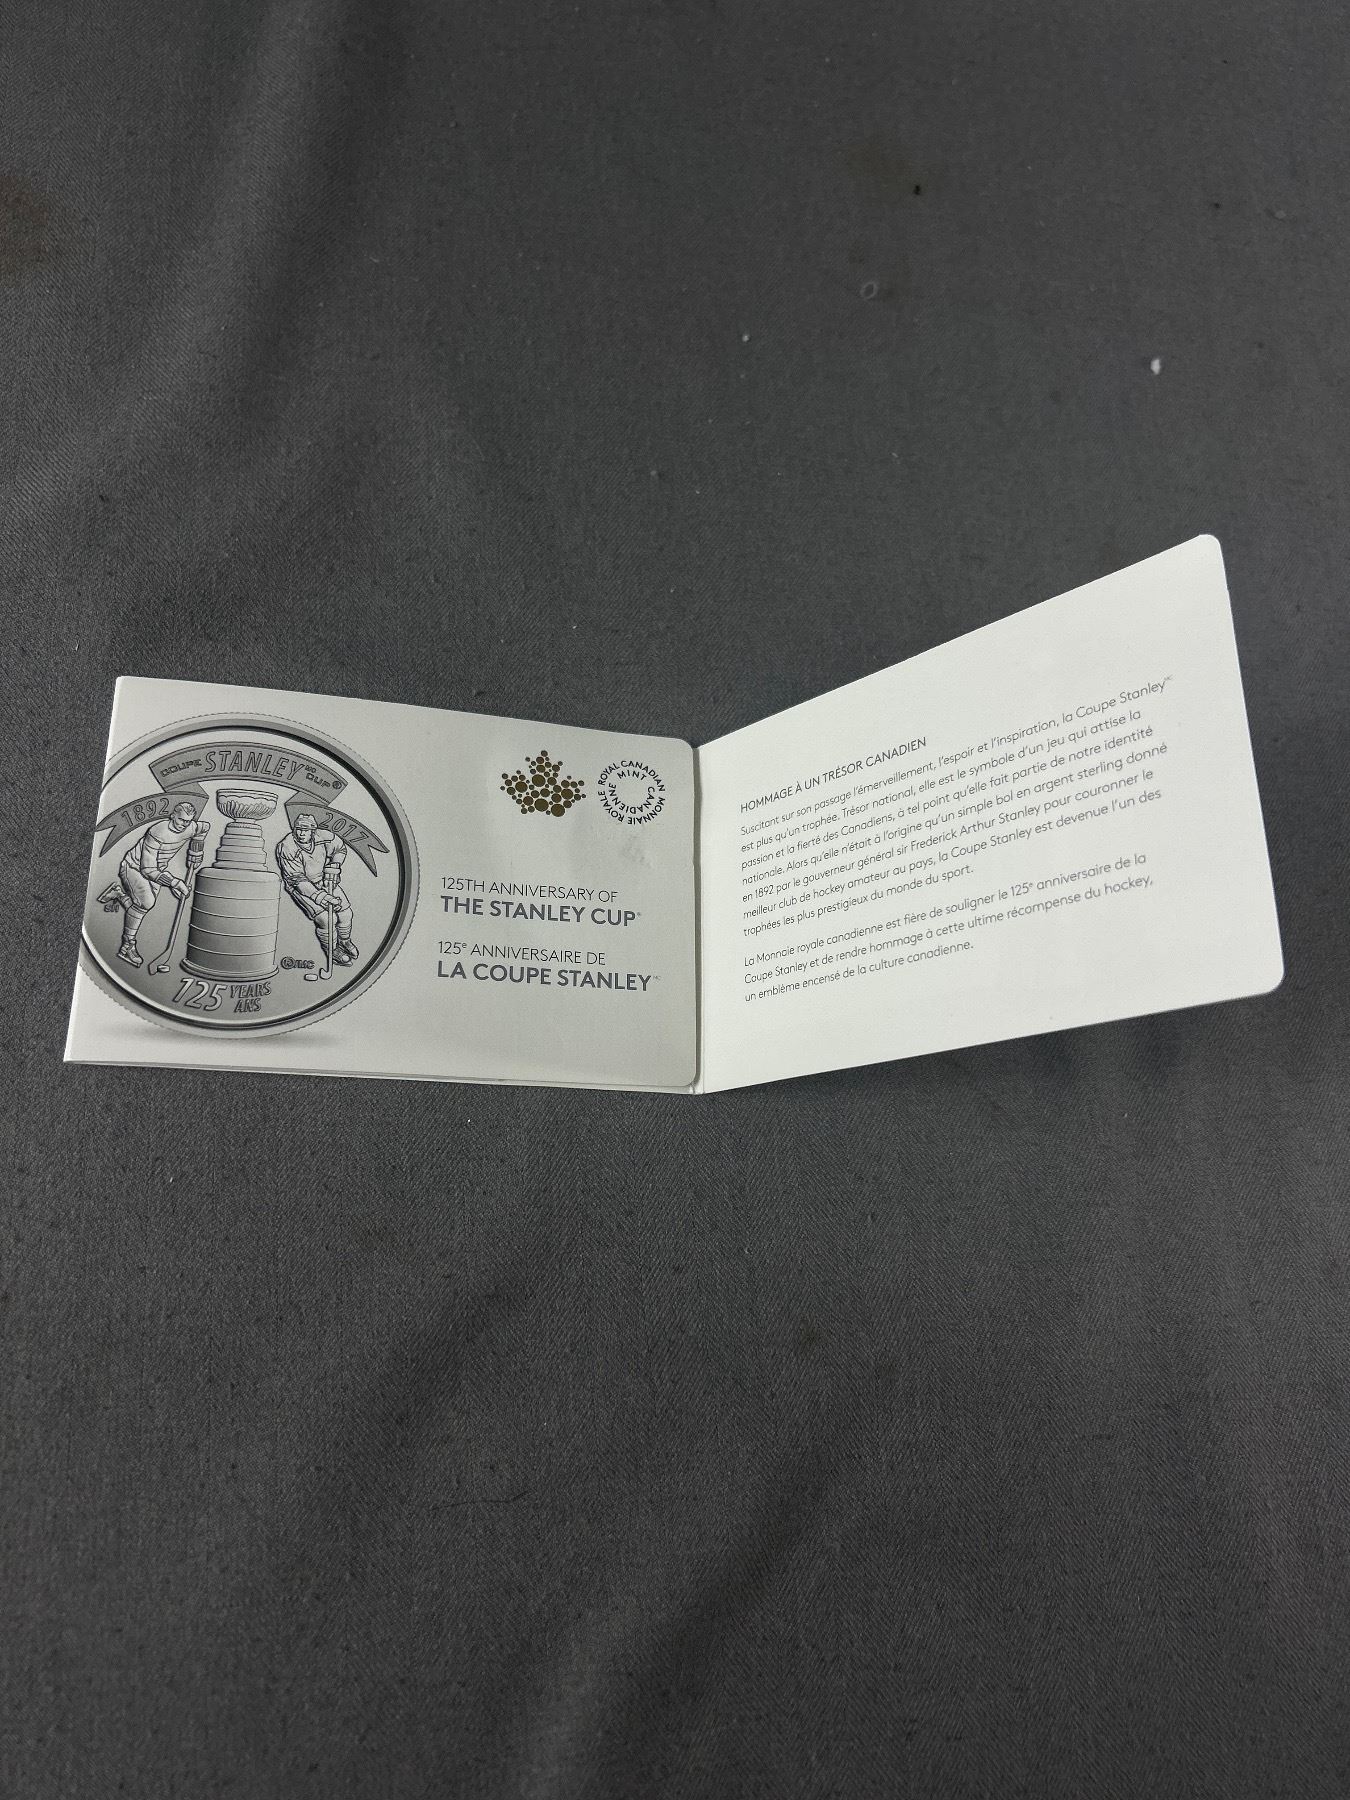 COUPE STANLEY MD CUP®
1892
2017
125 YEARS
ANS
©/MC
ROYAL CANADIAN MINT
MONNAIE ROYALE CANADIENNE
125TH ANNIVERSARY OF
THE STANLEY CUP®
125e ANNIVERSAIRE DE
LA COUPE STANLEYMC
HOMMAGE À UN TRÉSOR CANADIEN
Suscitant sur son passage l'émerveillement, l'espoir et l'inspiration, la Coupe StanleyMC
est plus qu'un trophée. Trésor national, elle est le symbole d'un jeu qui attise la
passion et la fierté des Canadiens, à tel point qu'elle fait partie de notre identité
nationale. Alors qu'elle n'était à l'origine qu'un simple bol en argent sterling donné
en 1892 par le gouverneur général sir Frederick Arthur Stanley pour couronner le
meilleur club de hockey amateur au pays, la Coupe Stanley est devenue l'un des
trophées les plus prestigieux du monde du sport.
La Monnaie royale canadienne est fière de souligner le 125e anniversaire de la
Coupe Stanley et de rendre hommage à cette ultime récompense du hockey,
un emblème encensé de la culture canadienne.